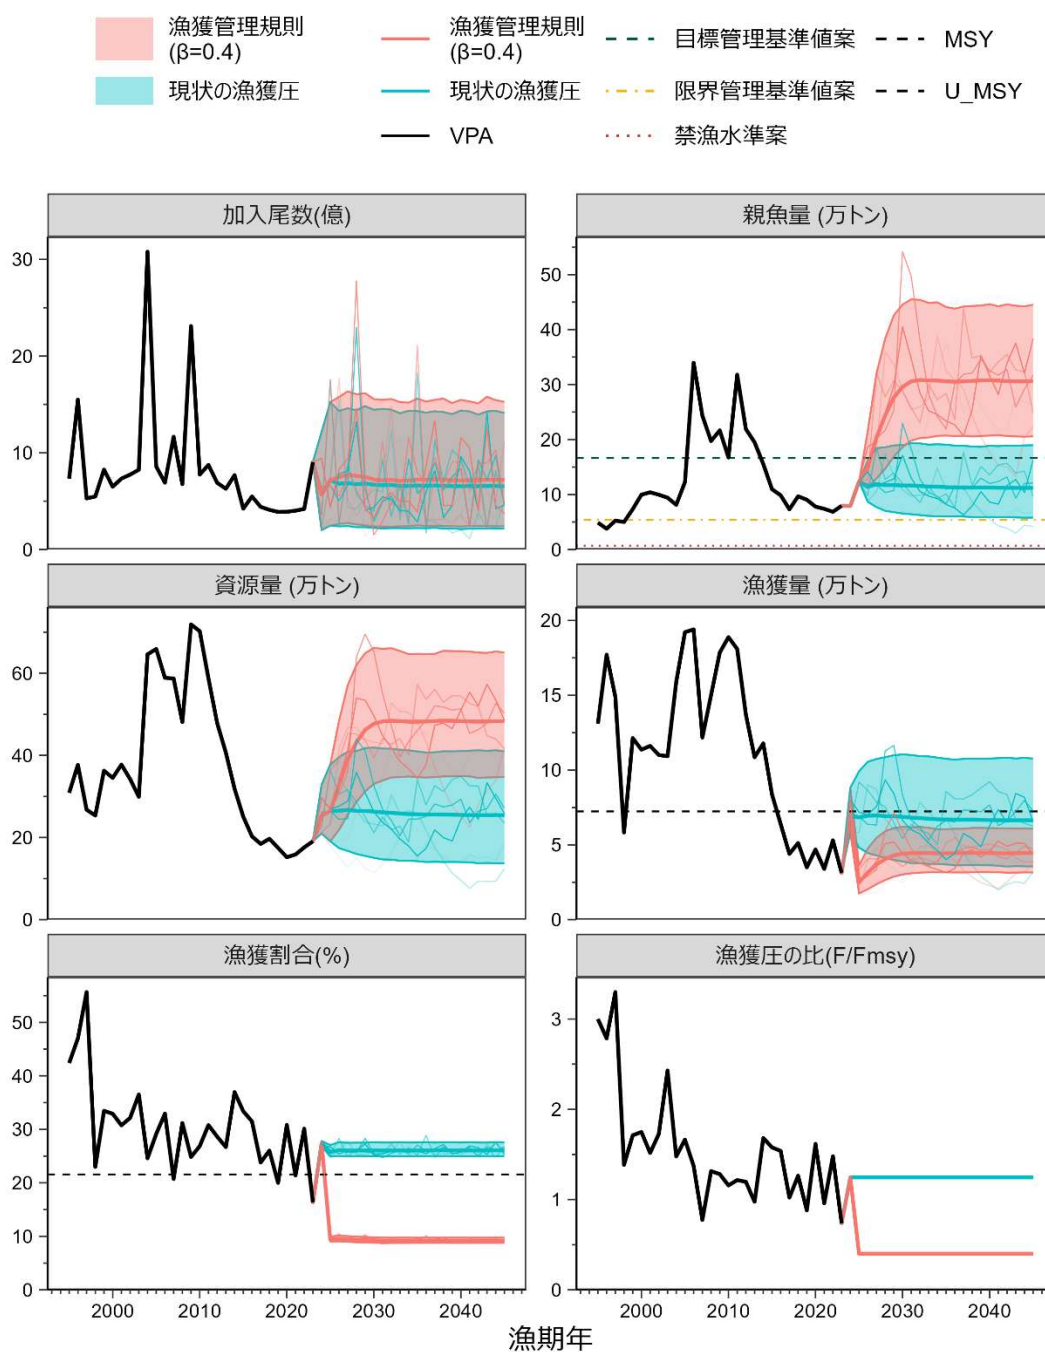 漁獲管理規則
(β=0.4)
漁獲管理規則
(β=0.4)
目標管理基準値案
MSY
現状の漁獲圧
現状の漁獲圧
限界管理基準値案
U_MSY
VPA
禁漁水準案
加入尾数(億)
親魚量 (万トン)
30
20
10
0
50
40
30
20
10
0
資源量 (万トン)
漁獲量 (万トン)
60
40
20
0
20
15
10
5
0
漁獲割合(%)
漁獲圧の比(F/Fmsy)
50
40
30
20
10
0
3
2
1
0
2000 2010 2020 2030 2040
2000 2010 2020 2030 2040
漁期年